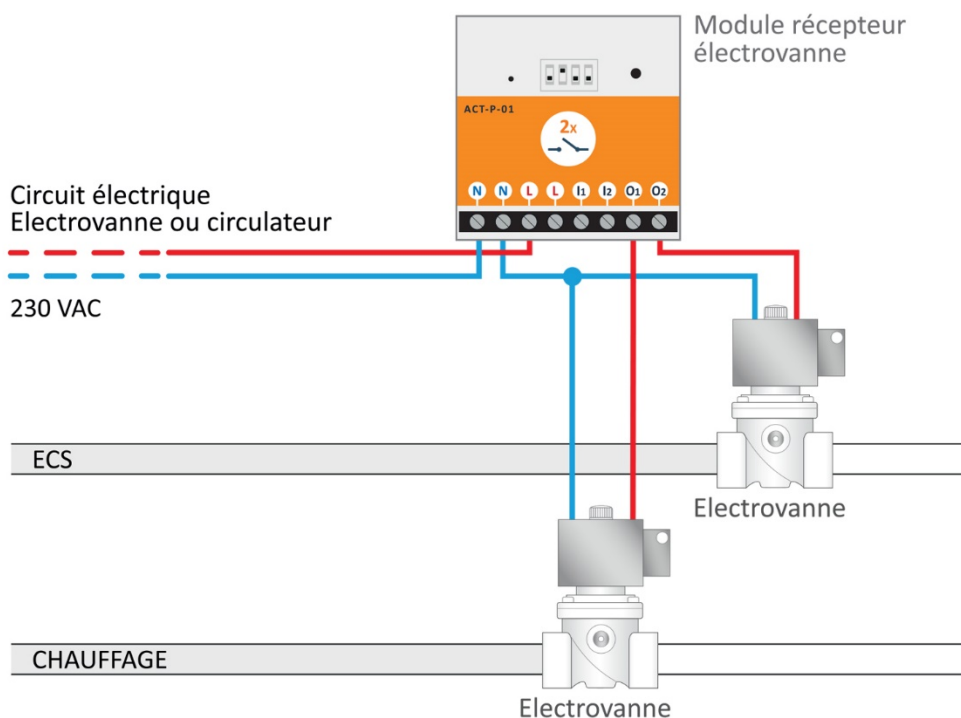 Module récepteur
électrovanne
ACT-P-01
2x
N N L L I1 I2 O1 O2
Circuit électrique
Electrovanne ou circulateur
230 VAC
ECS
Electrovanne
CHAUFFAGE
Electrovanne